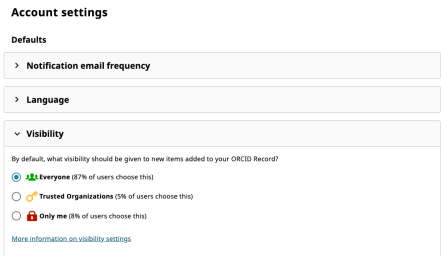 Account settings
Defaults
Notification email frequency
Language
Visibility
By default, what visibility should be given to new items added to your ORCID Record?
Everyone (87% of users choose this)
Trusted Organizations (5% of users choose this)
Only me (8% of users choose this)
More information on visibility settings